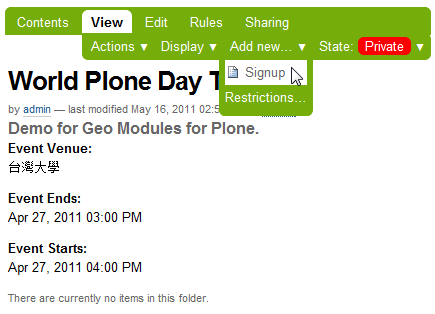 Contents View Edit Rules Sharing
Actions ▼ Display ▼ Add new... ▼ State: Private ▼
Signup
Restrictions...
World Plone Day T
by admin — last modified May 16, 2011 02:5
Demo for Geo Modules for Plone.
Event Venue:
台灣大學
Event Ends:
Apr 27, 2011 03:00 PM
Event Starts:
Apr 27, 2011 04:00 PM
There are currently no items in this folder.